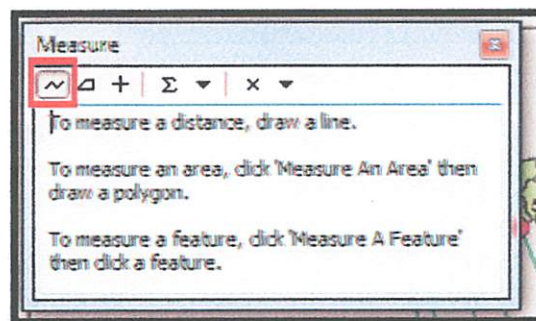 Measure
To measure a distance, draw a line.
To measure an area, click 'Measure An Area' then
draw a polygon.
To measure a feature, click 'Measure A Feature'
then click a feature.